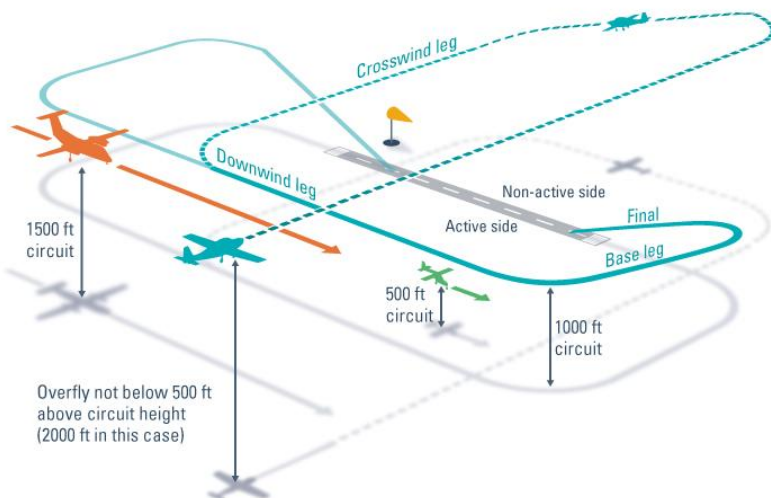 Crosswind leg
Downwind leg
Non-active side
Active side
Final
Base leg
1500 ft
circuit
500 ft
circuit
1000 ft
circuit
Overfly not below 500 ft
above circuit height
(2000 ft in this case)